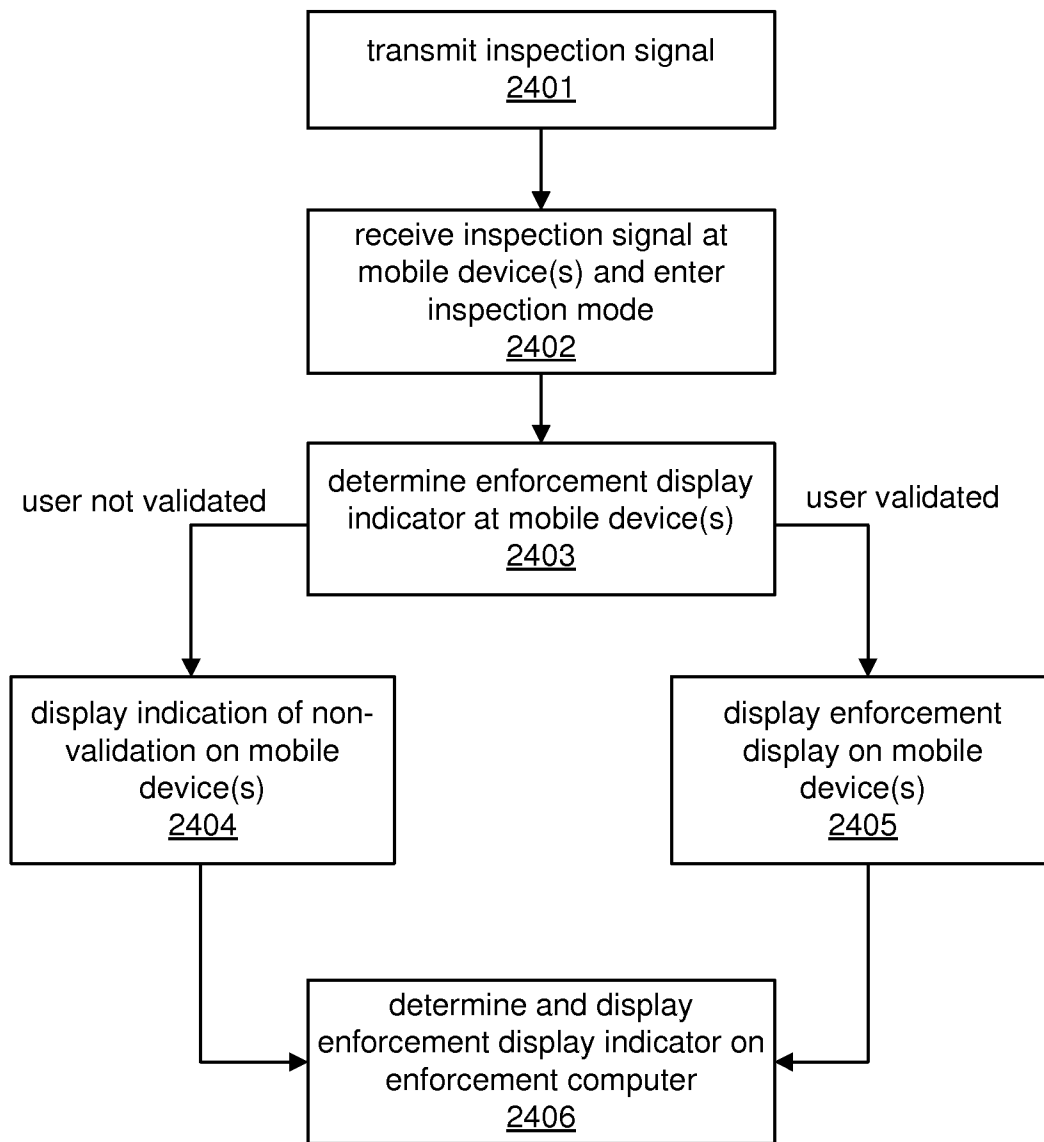 transmit inspection signal
2401
receive inspection signal at
mobile device(s) and enter
inspection mode
2402
determine enforcement display
indicator at mobile device(s)
2403
user not validated
user validated
display indication of non-
validation on mobile
device(s)
2404
display enforcement
display on mobile
device(s)
2405
determine and display
enforcement display indicator on
enforcement computer
2406